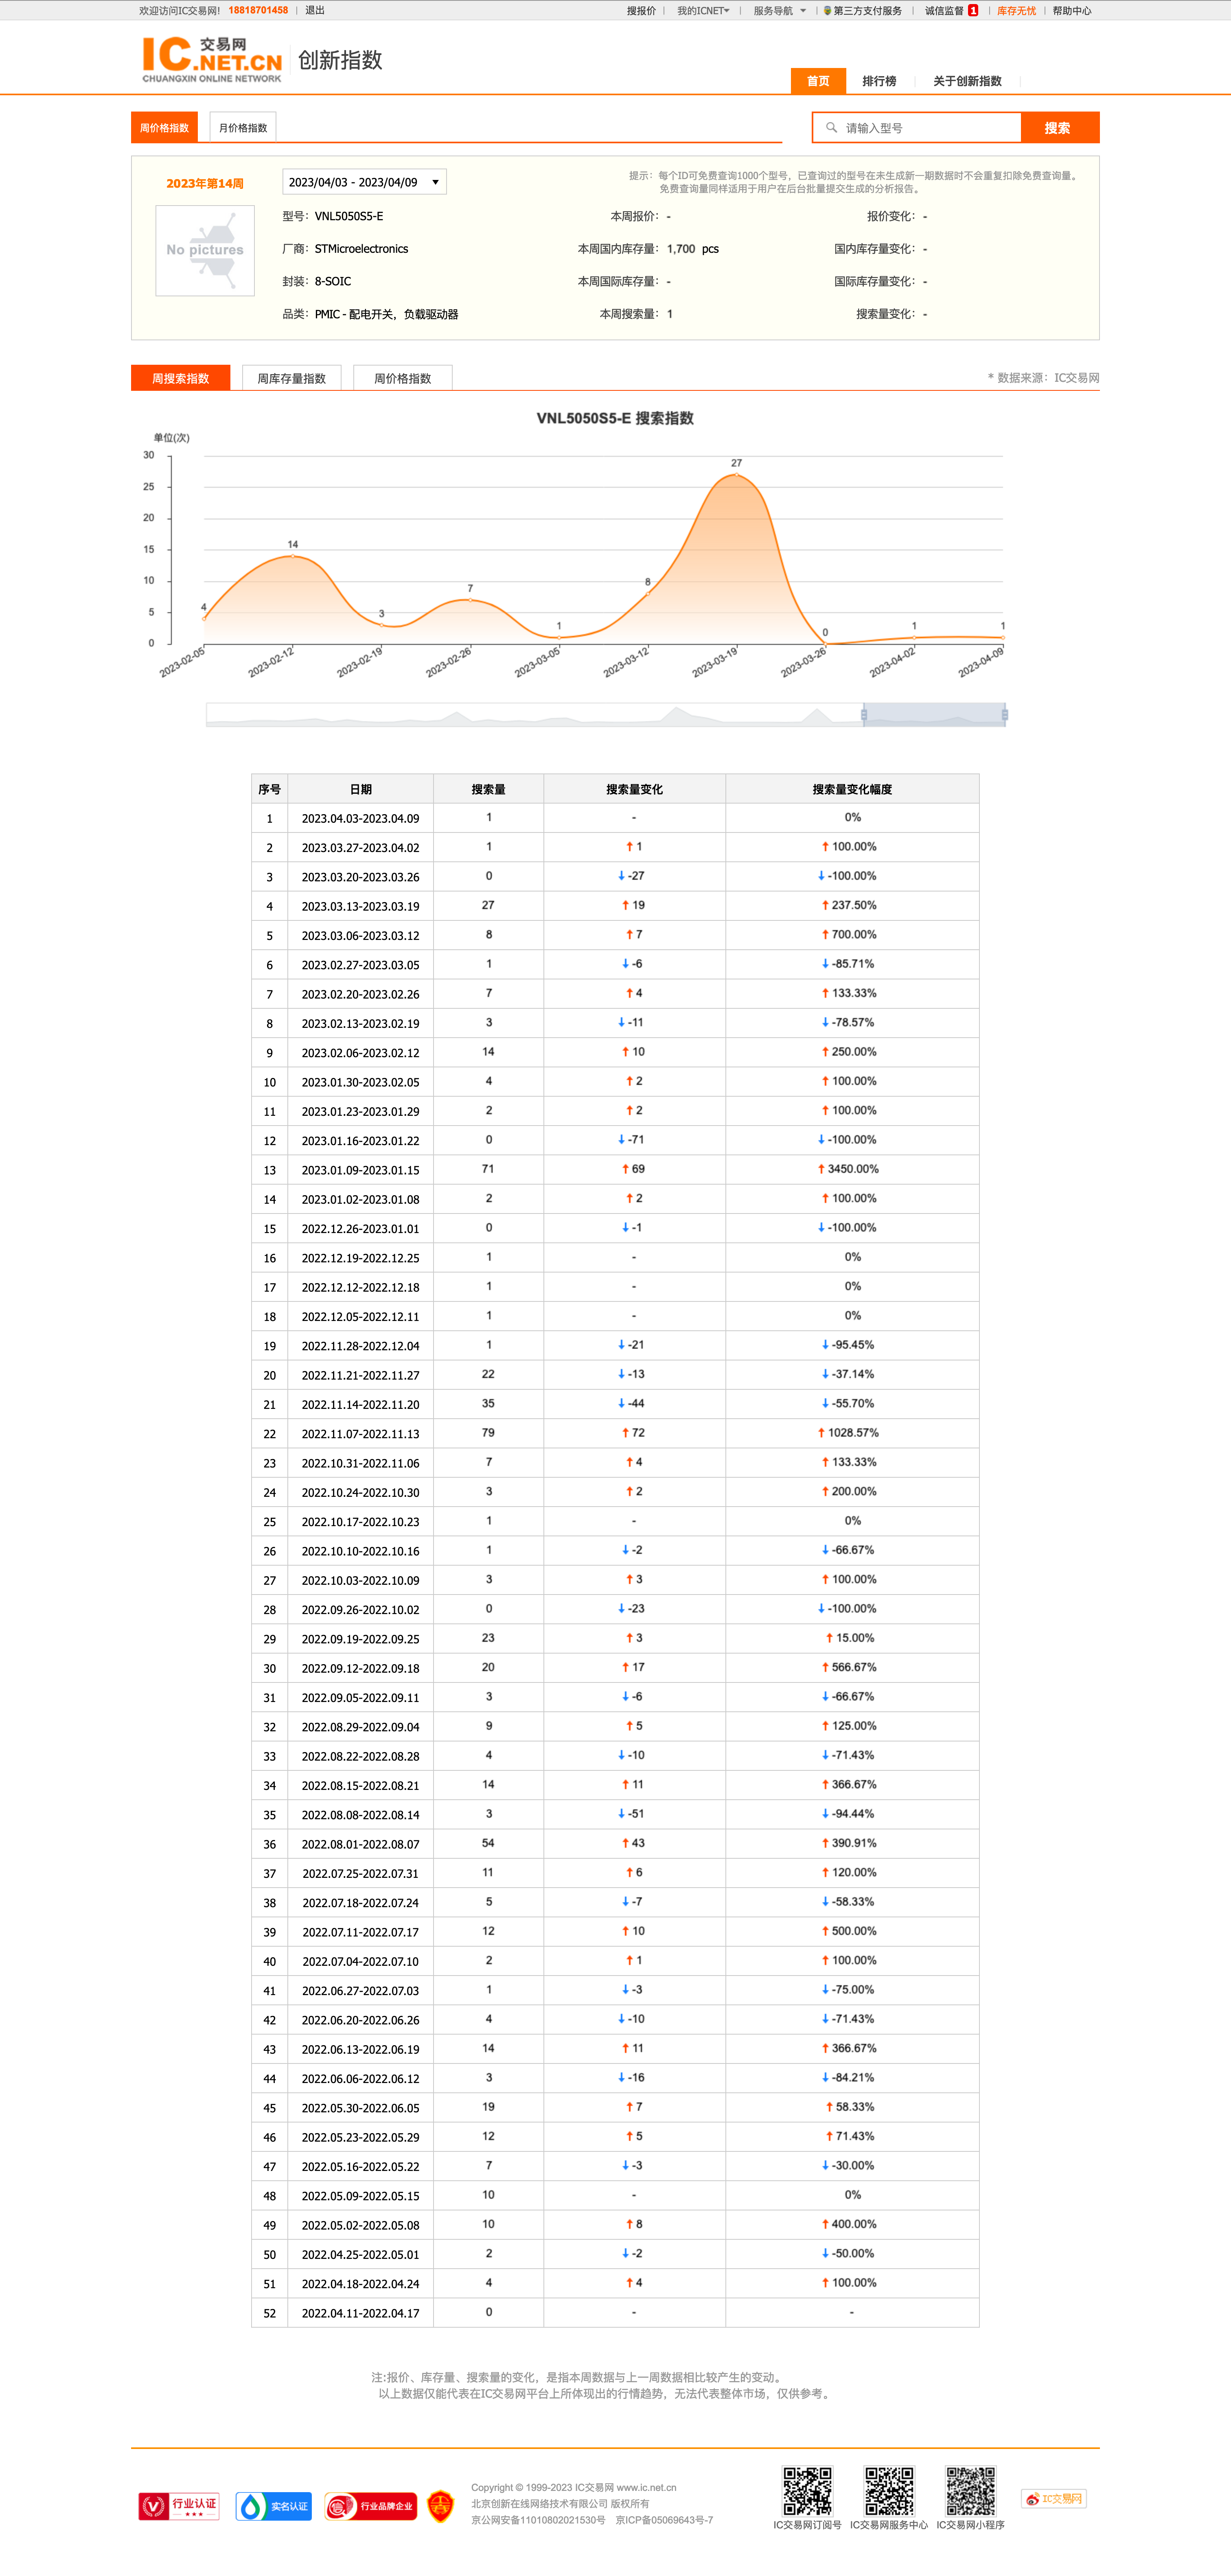 欢迎访问IC交易网! 18818701458 | 退出 搜报价 | 我的ICNET | 服务导航 | 第三方支付服务 | 诚信监督 1 | 库存无忧 | 帮助中心
IC 交易网
.NET.CN
CHUANGXIN ONLINE NETWORK
创新指数
首页 排行榜 关于创新指数
周价格指数 月价格指数 请输入型号 搜索
2023年第14周 2023/04/03 - 2023/04/09
提示：每个ID可免费查询1000个型号，已查询过的型号在未生成新一期数据时不会重复扣除免费查询量。
免费查询量同样适用于用户在后台批量提交生成的分析报告。
No pictures
型号：VNL5050S5-E 本周报价：- 报价变化：-
厂商：STMicroelectronics 本周国内库存量：1,700 pcs 国内库存量变化：-
封装：8-SOIC 本周国际库存量：- 国际库存量变化：-
品类：PMIC - 配电开关，负载驱动器 本周搜索量：1 搜索量变化：-
周搜索指数 周库存量指数 周价格指数 * 数据来源：IC交易网
VNL5050S5-E 搜索指数
单位(次)
30
25
20
15
10
5
0
4 14 3 7 1 8 27 0 1 1
2023-02-05 2023-02-12 2023-02-19 2023-02-26 2023-03-05 2023-03-12 2023-03-19 2023-03-26 2023-04-02 2023-04-09
序号 日期 搜索量 搜索量变化 搜索量变化幅度
1 2023.04.03-2023.04.09 1 - 0%
2 2023.03.27-2023.04.02 1 ↑ 1 ↑ 100.00%
3 2023.03.20-2023.03.26 0 ↓ -27 ↓ -100.00%
4 2023.03.13-2023.03.19 27 ↑ 19 ↑ 237.50%
5 2023.03.06-2023.03.12 8 ↑ 7 ↑ 700.00%
6 2023.02.27-2023.03.05 1 ↓ -6 ↓ -85.71%
7 2023.02.20-2023.02.26 7 ↑ 4 ↑ 133.33%
8 2023.02.13-2023.02.19 3 ↓ -11 ↓ -78.57%
9 2023.02.06-2023.02.12 14 ↑ 10 ↑ 250.00%
10 2023.01.30-2023.02.05 4 ↑ 2 ↑ 100.00%
11 2023.01.23-2023.01.29 2 ↑ 2 ↑ 100.00%
12 2023.01.16-2023.01.22 0 ↓ -71 ↓ -100.00%
13 2023.01.09-2023.01.15 71 ↑ 69 ↑ 3450.00%
14 2023.01.02-2023.01.08 2 ↑ 2 ↑ 100.00%
15 2022.12.26-2023.01.01 0 ↓ -1 ↓ -100.00%
16 2022.12.19-2022.12.25 1 - 0%
17 2022.12.12-2022.12.18 1 - 0%
18 2022.12.05-2022.12.11 1 - 0%
19 2022.11.28-2022.12.04 1 ↓ -21 ↓ -95.45%
20 2022.11.21-2022.11.27 22 ↓ -13 ↓ -37.14%
21 2022.11.14-2022.11.20 35 ↓ -44 ↓ -55.70%
22 2022.11.07-2022.11.13 79 ↑ 72 ↑ 1028.57%
23 2022.10.31-2022.11.06 7 ↑ 4 ↑ 133.33%
24 2022.10.24-2022.10.30 3 ↑ 2 ↑ 200.00%
25 2022.10.17-2022.10.23 1 - 0%
26 2022.10.10-2022.10.16 1 ↓ -2 ↓ -66.67%
27 2022.10.03-2022.10.09 3 ↑ 3 ↑ 100.00%
28 2022.09.26-2022.10.02 0 ↓ -23 ↓ -100.00%
29 2022.09.19-2022.09.25 23 ↑ 3 ↑ 15.00%
30 2022.09.12-2022.09.18 20 ↑ 17 ↑ 566.67%
31 2022.09.05-2022.09.11 3 ↓ -6 ↓ -66.67%
32 2022.08.29-2022.09.04 9 ↑ 5 ↑ 125.00%
33 2022.08.22-2022.08.28 4 ↓ -10 ↓ -71.43%
34 2022.08.15-2022.08.21 14 ↑ 11 ↑ 366.67%
35 2022.08.08-2022.08.14 3 ↓ -51 ↓ -94.44%
36 2022.08.01-2022.08.07 54 ↑ 43 ↑ 390.91%
37 2022.07.25-2022.07.31 11 ↑ 6 ↑ 120.00%
38 2022.07.18-2022.07.24 5 ↓ -7 ↓ -58.33%
39 2022.07.11-2022.07.17 12 ↑ 10 ↑ 500.00%
40 2022.07.04-2022.07.10 2 ↑ 1 ↑ 100.00%
41 2022.06.27-2022.07.03 1 ↓ -3 ↓ -75.00%
42 2022.06.20-2022.06.26 4 ↓ -10 ↓ -71.43%
43 2022.06.13-2022.06.19 14 ↑ 11 ↑ 366.67%
44 2022.06.06-2022.06.12 3 ↓ -16 ↓ -84.21%
45 2022.05.30-2022.06.05 19 ↑ 7 ↑ 58.33%
46 2022.05.23-2022.05.29 12 ↑ 5 ↑ 71.43%
47 2022.05.16-2022.05.22 7 ↓ -3 ↓ -30.00%
48 2022.05.09-2022.05.15 10 - 0%
49 2022.05.02-2022.05.08 10 ↑ 8 ↑ 400.00%
50 2022.04.25-2022.05.01 2 ↓ -2 ↓ -50.00%
51 2022.04.18-2022.04.24 4 ↑ 4 ↑ 100.00%
52 2022.04.11-2022.04.17 0 - -
注:报价、库存量、搜索量的变化，是指本周数据与上一周数据相比较产生的变动。
以上数据仅能代表在IC交易网平台上所体现出的行情趋势，无法代表整体市场，仅供参考。
行业认证 实名认证 行业品牌企业
Copyright © 1999-2023 IC交易网 www.ic.net.cn
北京创新在线网络技术有限公司 版权所有
京公网安备11010802021530号 京ICP备05069643号-7
IC交易网订阅号 IC交易网服务中心 IC交易网小程序
IC交易网